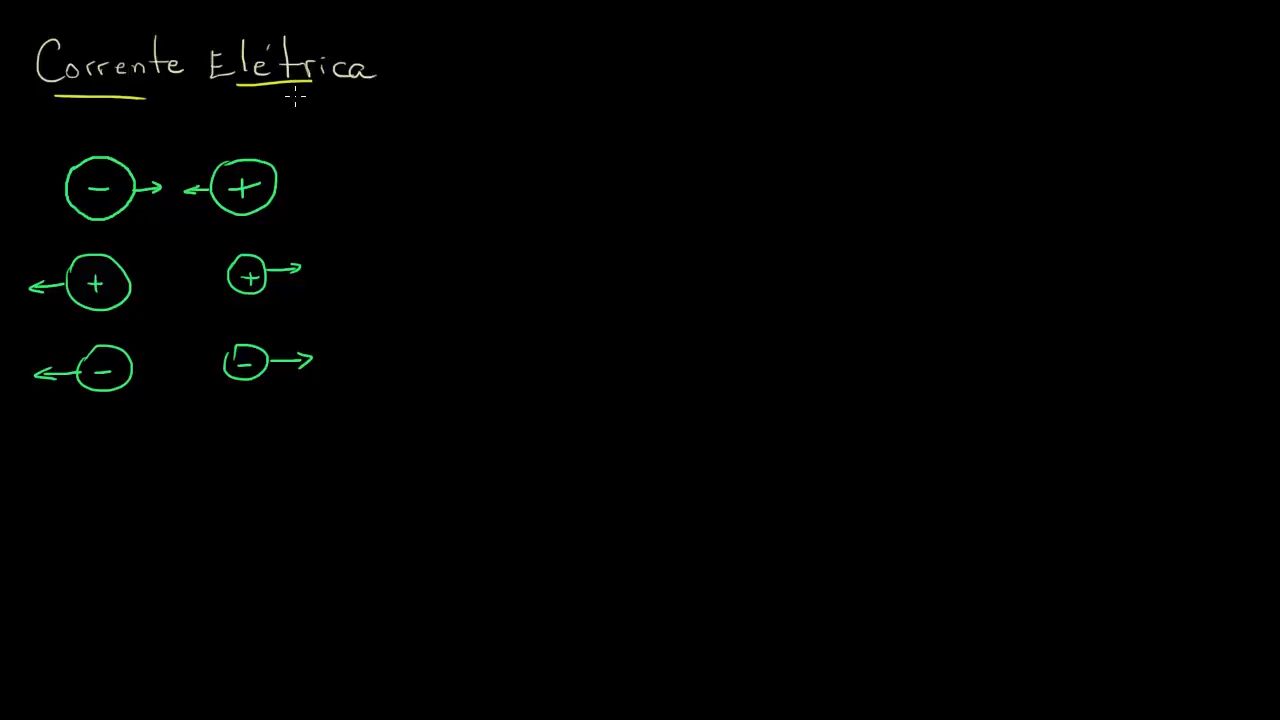 Corrente Elétrica
- +
+ +
- -